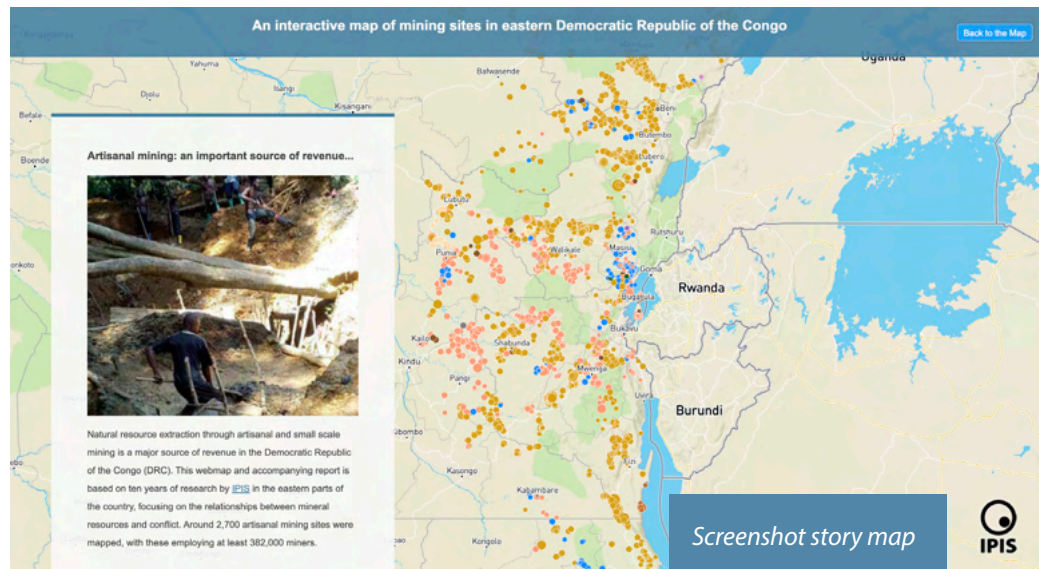 An interactive map of mining sites in eastern Democratic Republic of the Congo
Back to the Map
Uganda
Yahuma
Bafwasende
Isangi
Djolu
Kisangani
Befale
Beni
Butembo
Lubero
Boende
Artisanal mining: an important source of revenue...
Lubutu
Rutshuru
Punia
Walikale
Masisi
Goma
Rwanda
Bugarula
Bukavu
Kailo
Shabunda
Kindu
Mwenga
Pangi
Uvira
Burundi
Natural resource extraction through artisanal and small scale
mining is a major source of revenue in the Democratic Republic
of the Congo (DRC). This webmap and accompanying report is
based on ten years of research by IPIS in the eastern parts of
the country, focusing on the relationships between mineral
resources and conflict. Around 2,700 artisanal mining sites were
mapped, with these employing at least 382,000 miners.
Kasongo
Kabambare
Kongolo
Screenshot story map
IPIS